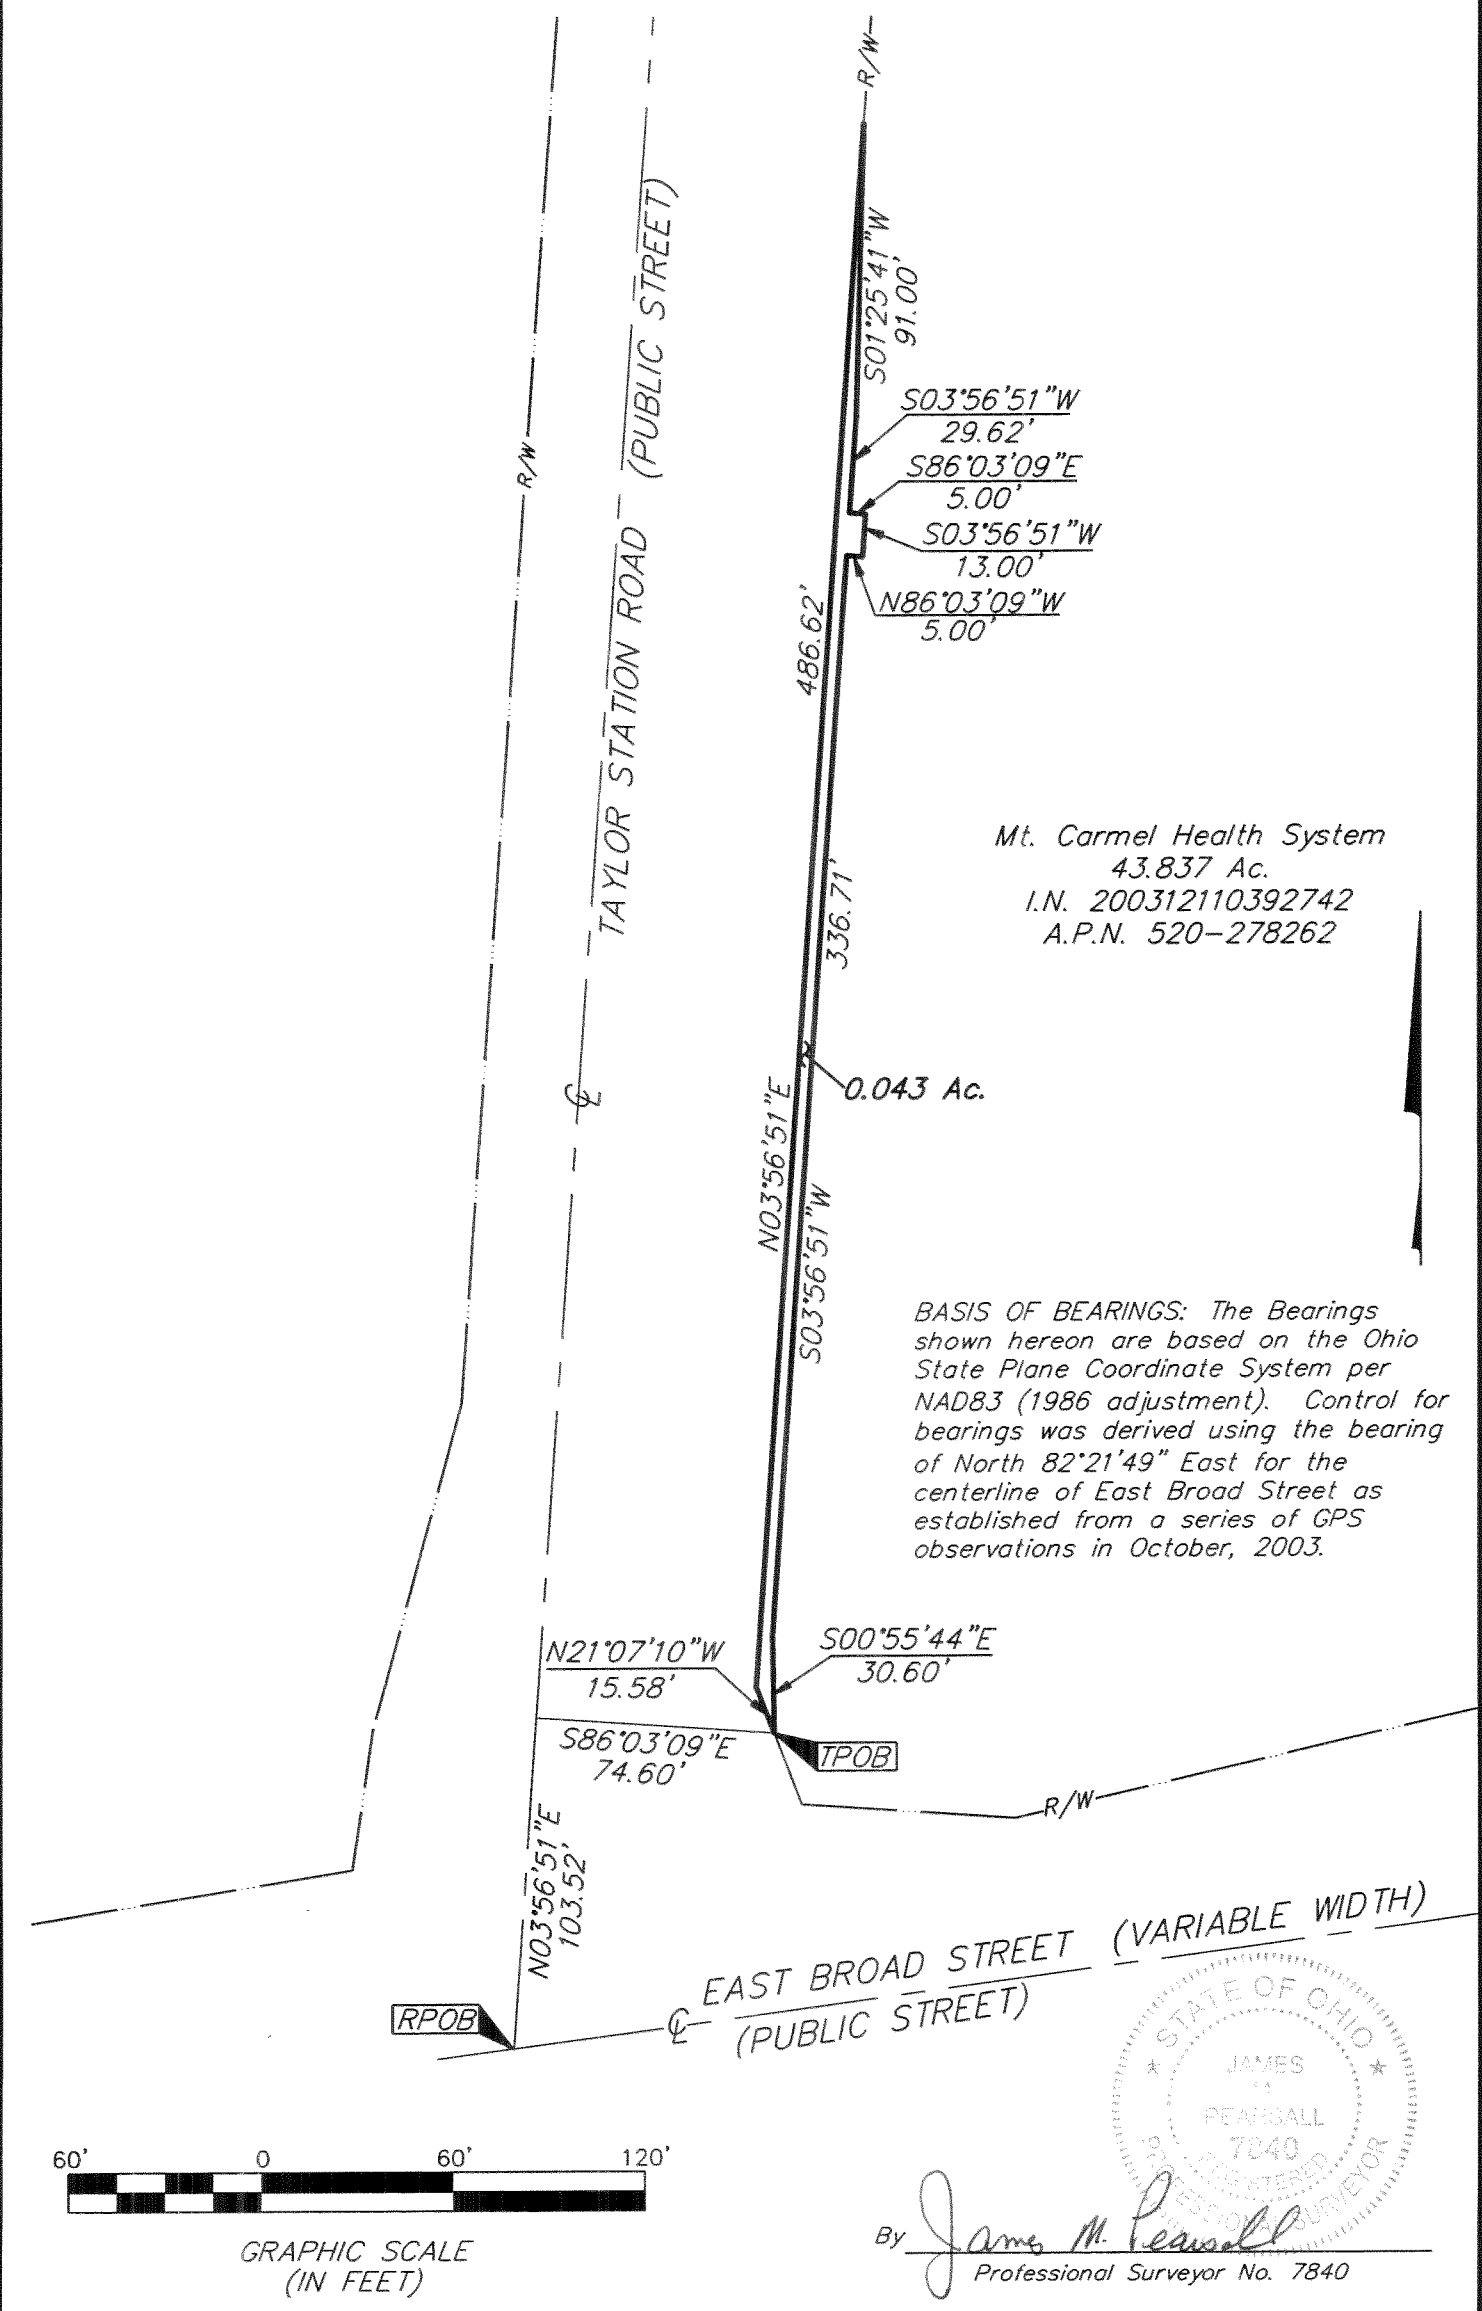 R/W
S01°25'41"W
91.00'
TAYLOR STATION ROAD (PUBLIC STREET)
R/W
S03°56'51"W
29.62'
S86°03'09"E
5.00'
S03°56'51"W
13.00'
N86°03'09"W
5.00'
486.62'
336.71'
Mt. Carmel Health System
43.837 Ac.
I.N. 200312110392742
A.P.N. 520-278262
0.043 Ac.
N03°56'51"E
S03°56'51"W
BASIS OF BEARINGS: The Bearings
shown hereon are based on the Ohio
State Plane Coordinate System per
NAD83 (1986 adjustment). Control for
bearings was derived using the bearing
of North 82°21'49" East for the
centerline of East Broad Street as
established from a series of GPS
observations in October, 2003.
N21°07'10"W
15.58'
S00°55'44"E
30.60'
S86°03'09"E
74.60'
TPOB
R/W
N03°56'51"E
103.52'
RPOB
EAST BROAD STREET (VARIABLE WIDTH)
(PUBLIC STREET)
STATE OF OHIO
JAMES
PEARSALL
7840
REGISTERED
PROFESSIONAL SURVEYOR
60' 0 60' 120'
GRAPHIC SCALE
(IN FEET)
By James M. Pearsall
Professional Surveyor No. 7840